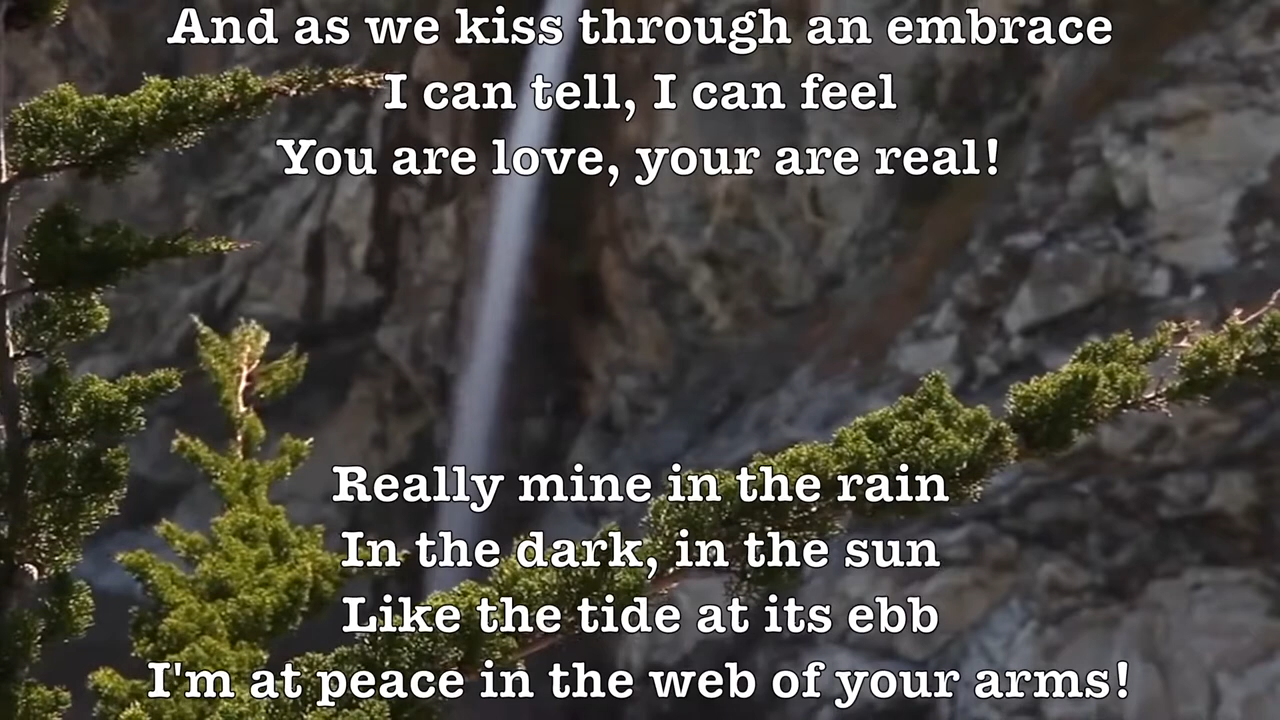 And as we kiss through an embrace
I can tell, I can feel
You are love, your are real!
Really mine in the rain
In the dark, in the sun
Like the tide at its ebb
I'm at peace in the web of your arms!